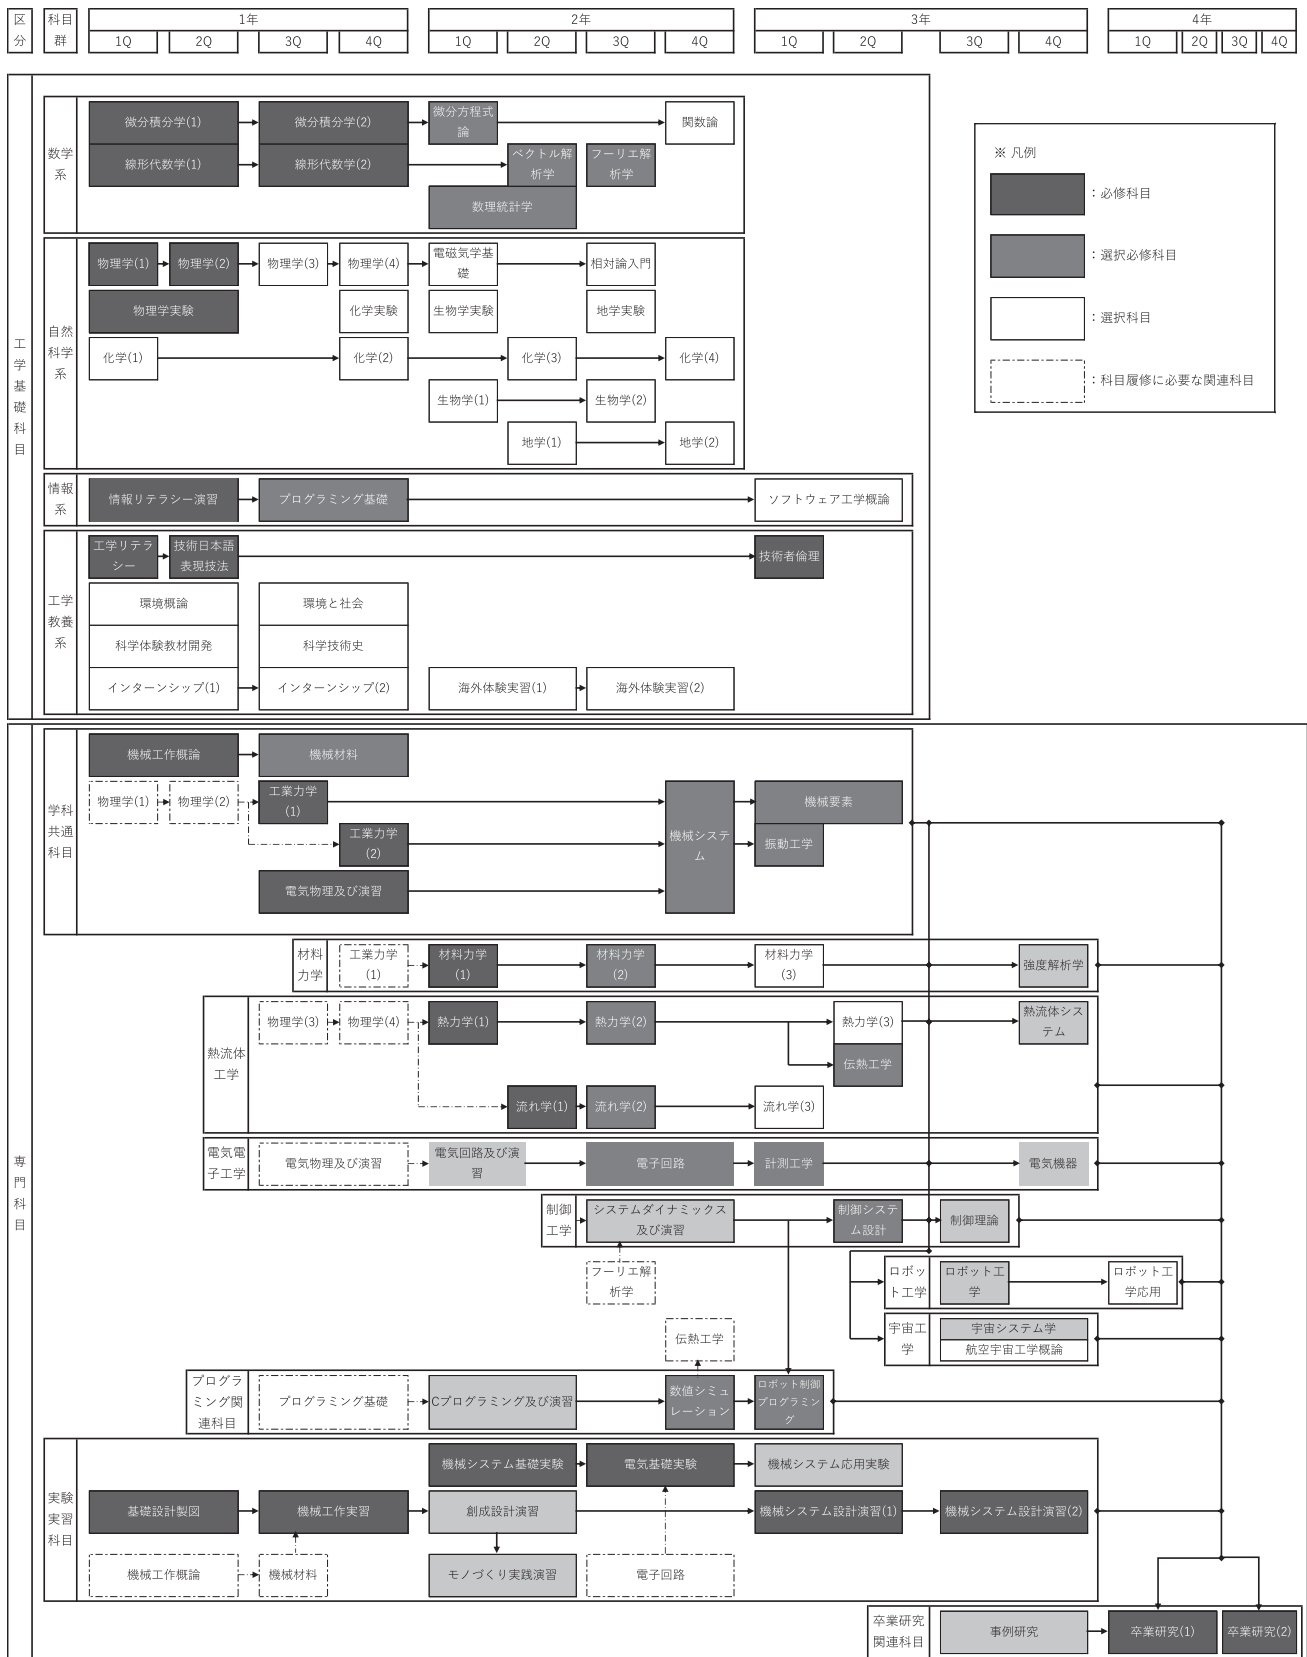 区
分
科目
群
1年
2年
3年
4年
1Q
2Q
3Q
4Q
1Q
2Q
3Q
4Q
1Q
2Q
3Q
4Q
1Q
2Q
3Q
4Q
※ 凡例
：必修科目
：選択必修科目
：選択科目
：科目履修に必要な関連科目
工
学
基
礎
科
目
数学
系
微分積分学(1)
微分積分学(2)
微分方程式
論
関数論
線形代数学(1)
線形代数学(2)
ベクトル解
析学
フーリエ解
析学
数理統計学
自然
科学
系
物理学(1)
物理学(2)
物理学(3)
物理学(4)
電磁気学基
礎
相対論入門
物理学実験
化学実験
生物学実験
地学実験
化学(1)
化学(2)
化学(3)
化学(4)
生物学(1)
生物学(2)
地学(1)
地学(2)
情報
系
情報リテラシー演習
プログラミング基礎
ソフトウェア工学概論
工学
教養
系
工学リテラ
シー
技術日本語
表現技法
技術者倫理
環境概論
環境と社会
科学体験教材開発
科学技術史
インターンシップ(1)
インターンシップ(2)
海外体験実習(1)
海外体験実習(2)
専
門
科
目
学科
共通
科目
機械工作概論
機械材料
物理学(1)
物理学(2)
工業力学
(1)
工業力学
(2)
電気物理及び演習
機械システ
ム
機械要素
振動工学
材料
力学
工業力学
(1)
材料力学
(1)
材料力学
(2)
材料力学
(3)
強度解析学
熱流体
工学
物理学(3)
物理学(4)
熱力学(1)
熱力学(2)
熱力学(3)
熱流体シス
テム
伝熱工学
流れ学(1)
流れ学(2)
流れ学(3)
電気電
子工学
電気物理及び演習
電気回路及び演
習
電子回路
計測工学
電気機器
制御
工学
システムダイナミックス
及び演習
制御システ
ム設計
制御理論
フーリエ解
析学
ロボッ
ト工学
ロボット工
学
ロボット工
学応用
宇宙工
学
宇宙システム学
航空宇宙工学概論
伝熱工学
プログラ
ミング関
連科目
プログラミング基礎
Cプログラミング及び演習
数値シミュ
レーション
ロボット制御
プログラミン
グ
実験
実習
科目
機械システム基礎実験
電気基礎実験
機械システム応用実験
基礎設計製図
機械工作実習
創成設計演習
機械システム設計演習(1)
機械システム設計演習(2)
機械工作概論
機械材料
モノづくり実践演習
電子回路
卒業研究
関連科目
事例研究
卒業研究(1)
卒業研究(2)